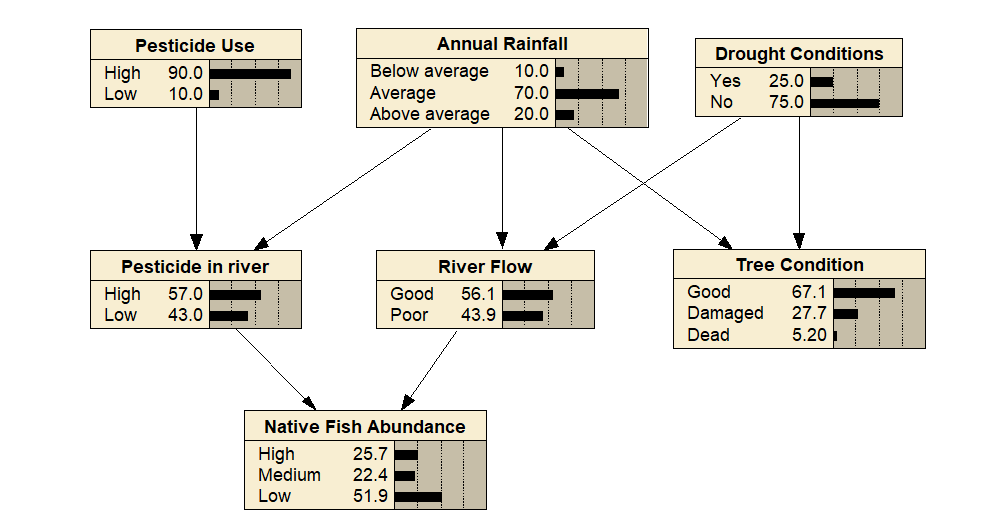 Pesticide Use
High 90.0
Low 10.0
Annual Rainfall
Below average 10.0
Average 70.0
Above average 20.0
Drought Conditions
Yes 25.0
No 75.0
Pesticide in river
High 57.0
Low 43.0
River Flow
Good 56.1
Poor 43.9
Tree Condition
Good 67.1
Damaged 27.7
Dead 5.20
Native Fish Abundance
High 25.7
Medium 22.4
Low 51.9